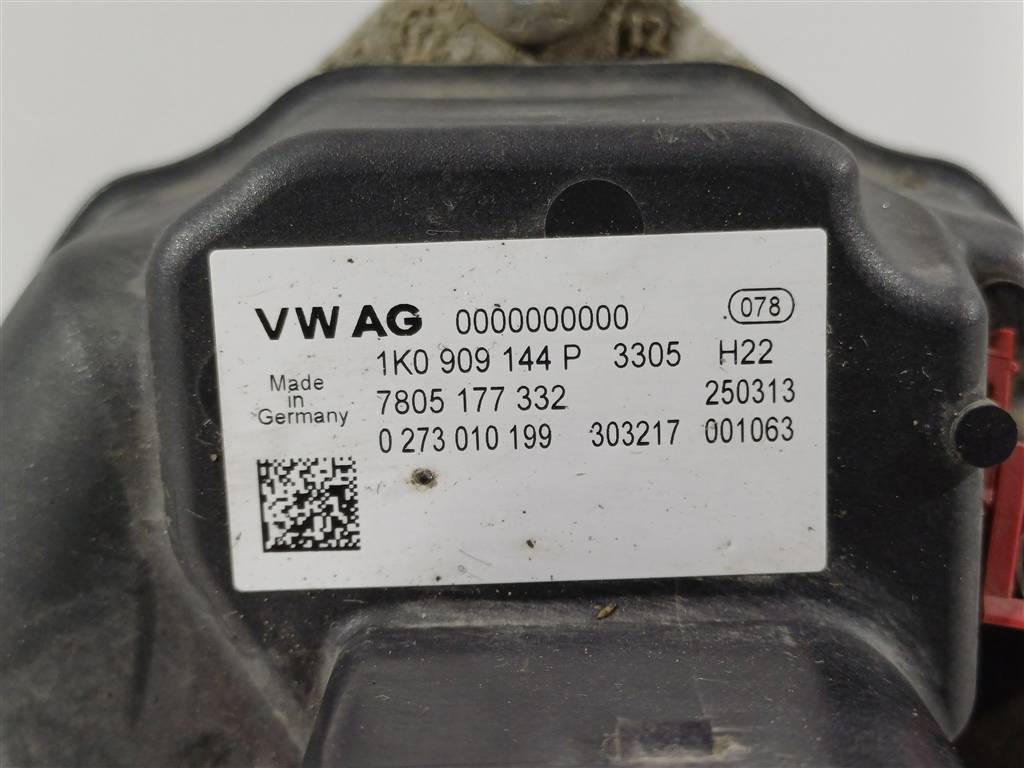 VW AG 0000000000 078
1K0 909 144 P 3305 H22
Made in Germany
7805 177 332 250313
0 273 010 199 303217 001063